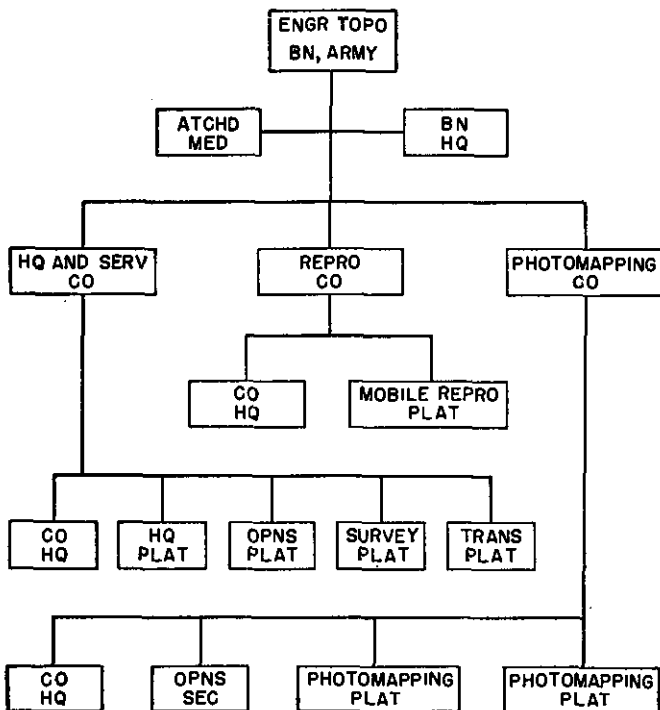 ENGR TOPO
BN, ARMY
ATCHD
MED
BN
HQ
HQ AND SERV
CO
REPRO
CO
PHOTOMAPPING
CO
CO
HQ
MOBILE REPRO
PLAT
CO
HQ
HQ
PLAT
OPNS
PLAT
SURVEY
PLAT
TRANS
PLAT
CO
HQ
OPNS
SEC
PHOTOMAPPING
PLAT
PHOTOMAPPING
PLAT